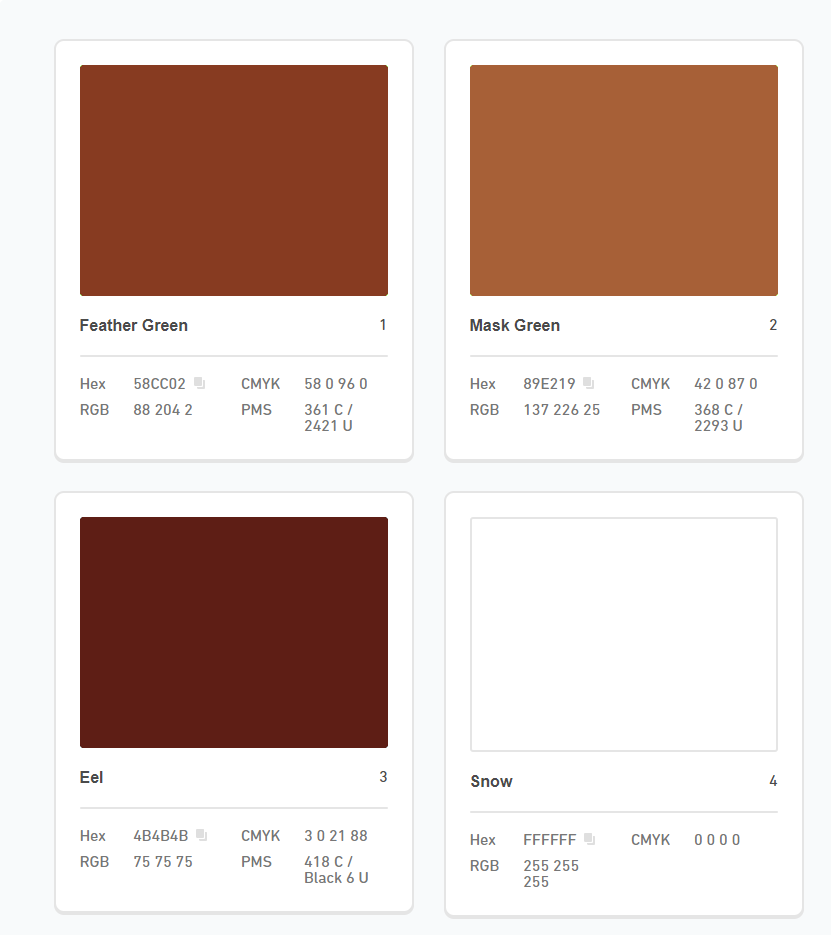 Feather Green 1
Hex 58CC02 CMYK 58 0 96 0
RGB 88 204 2 PMS 361 C /
2421 U
Mask Green 2
Hex 89E219 CMYK 42 0 87 0
RGB 137 226 25 PMS 368 C /
2293 U
Eel 3
Hex 4B4B4B CMYK 3 0 21 88
RGB 75 75 75 PMS 418 C /
Black 6 U
Snow 4
Hex FFFFFF CMYK 0 0 0 0
RGB 255 255
255